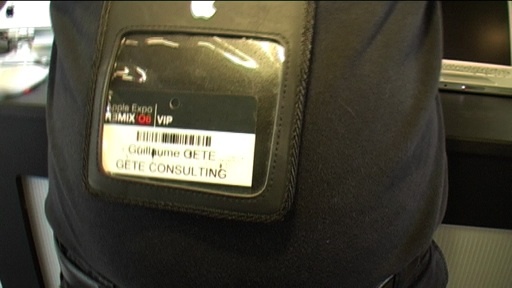 Apple Expo
REMIX'06 VIP
Guillaume GETE
GETE CONSULTING